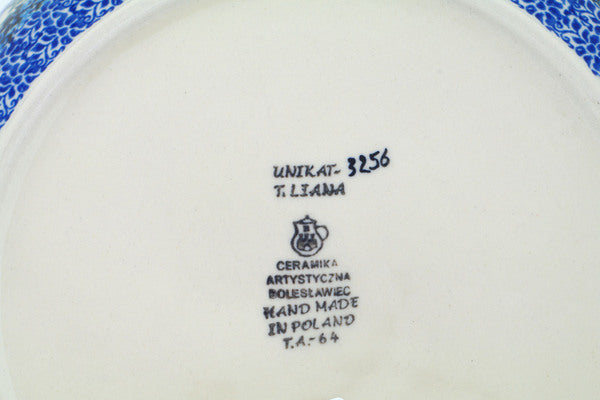 UNIKAT-3256
T. LIANA
CERAMIKA
ARTYSTYCZNA
BOLESŁAWIEC
HAND MADE
IN POLAND
T.A.-64